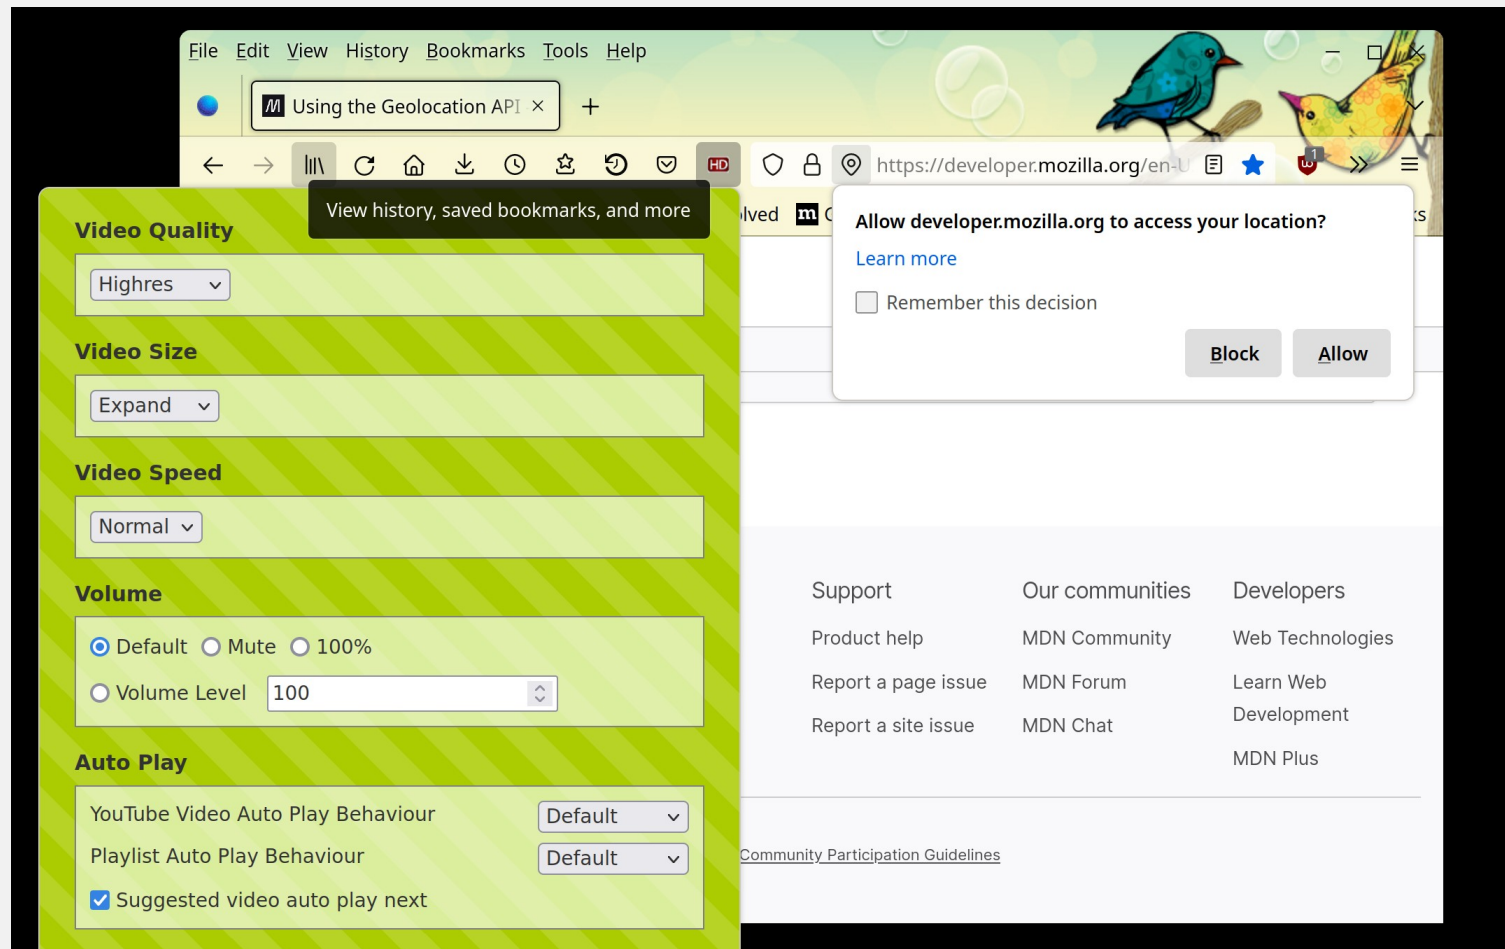 File Edit View History Bookmarks Tools Help
Using the Geolocation API
HD
https://developer.mozilla.org/en-U
1
View history, saved bookmarks, and more
lved
m
Allow developer.mozilla.org to access your location?
Learn more
Remember this decision
Block Allow
Video Quality
Highres
Video Size
Expand
Video Speed
Normal
Volume
Default Mute 100%
Volume Level 100
Auto Play
YouTube Video Auto Play Behaviour Default
Playlist Auto Play Behaviour Default
Suggested video auto play next
Support
Product help
Report a page issue
Report a site issue
Our communities
MDN Community
MDN Forum
MDN Chat
Developers
Web Technologies
Learn Web
Development
MDN Plus
Community Participation Guidelines